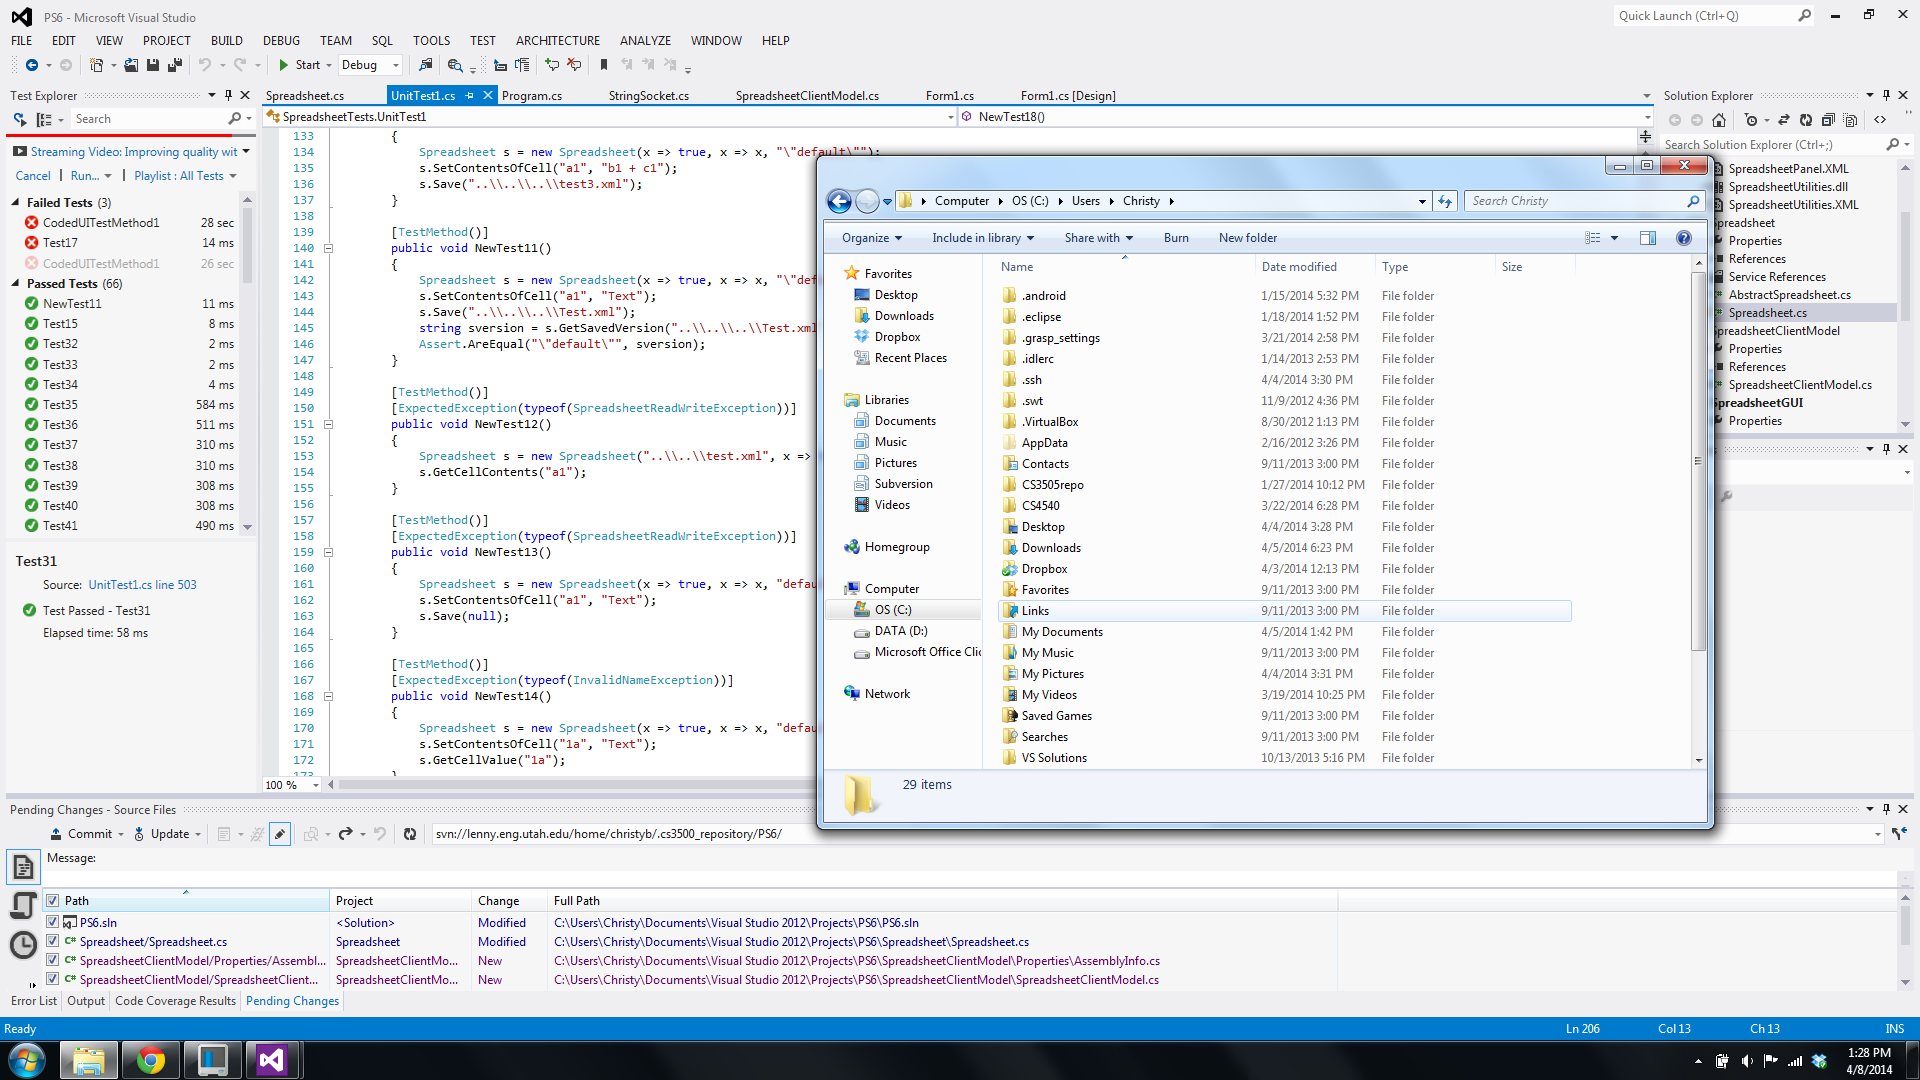 PS6 - Microsoft Visual Studio
Quick Launch (Ctrl+Q)
FILE EDIT VIEW PROJECT BUILD DEBUG TEAM SQL TOOLS TEST ARCHITECTURE ANALYZE WINDOW HELP
Start Debug
Test Explorer
Search
Streaming Video: Improving quality wit
Cancel Run... Playlist : All Tests
Failed Tests (3)
CodedUITestMethod1 28 sec
Test17 14 ms
CodedUITestMethod1 26 sec
Passed Tests (66)
NewTest11 11 ms
Test15 8 ms
Test32 2 ms
Test33 2 ms
Test34 4 ms
Test35 584 ms
Test36 511 ms
Test37 310 ms
Test38 310 ms
Test39 308 ms
Test40 308 ms
Test41 490 ms
Test31
Source: UnitTest1.cs line 503
Test Passed - Test31
Elapsed time: 58 ms
Spreadsheet.cs UnitTest1.cs Program.cs StringSocket.cs SpreadsheetClientModel.cs Form1.cs Form1.cs [Design]
SpreadsheetTests.UnitTest1 NewTest18()
133 {
134 Spreadsheet s = new Spreadsheet(x => true, x => x, "\"default\"");
135 s.SetContentsOfCell("a1", "b1 + c1");
136 s.Save("..\\..\\..\\test3.xml");
137 }
138
139 [TestMethod()]
140 public void NewTest11()
141 {
142 Spreadsheet s = new Spreadsheet(x => true, x => x, "\"def
143 s.SetContentsOfCell("a1", "Text");
144 s.Save("..\\..\\..\\Test.xml");
145 string sversion = s.GetSavedVersion("..\\..\\..\\Test.xml
146 Assert.AreEqual("\"default\"", sversion);
147 }
148
149 [TestMethod()]
150 [ExpectedException(typeof(SpreadsheetReadWriteException))]
151 public void NewTest12()
152 {
153 Spreadsheet s = new Spreadsheet("..\\..\\test.xml", x =>
154 s.GetCellContents("a1");
155 }
156
157 [TestMethod()]
158 [ExpectedException(typeof(SpreadsheetReadWriteException))]
159 public void NewTest13()
160 {
161 Spreadsheet s = new Spreadsheet(x => true, x => x, "defau
162 s.SetContentsOfCell("a1", "Text");
163 s.Save(null);
164 }
165
166 [TestMethod()]
167 [ExpectedException(typeof(InvalidNameException))]
168 public void NewTest14()
169 {
170 Spreadsheet s = new Spreadsheet(x => true, x => x, "defau
171 s.SetContentsOfCell("1a", "Text");
172 s.GetCellValue("1a");
173 }
100 %
Computer OS (C:) Users Christy
Search Christy
Organize Include in library Share with Burn New folder
Favorites
Desktop
Downloads
Dropbox
Recent Places
Libraries
Documents
Music
Pictures
Subversion
Videos
Homegroup
Computer
OS (C:)
DATA (D:)
Microsoft Office Clic
Network
Name Date modified Type Size
.android 1/15/2014 5:32 PM File folder
.eclipse 1/18/2014 1:52 PM File folder
.grasp_settings 3/21/2014 2:58 PM File folder
.idlerc 1/14/2013 2:53 PM File folder
.ssh 4/4/2014 3:30 PM File folder
.swt 11/9/2012 4:36 PM File folder
.VirtualBox 8/30/2012 1:13 PM File folder
AppData 2/16/2012 3:26 PM File folder
Contacts 9/11/2013 3:00 PM File folder
CS3505repo 1/27/2014 10:12 PM File folder
CS4540 3/22/2014 6:28 PM File folder
Desktop 4/4/2014 3:28 PM File folder
Downloads 4/5/2014 6:23 PM File folder
Dropbox 4/3/2014 12:13 PM File folder
Favorites 9/11/2013 3:00 PM File folder
Links 9/11/2013 3:00 PM File folder
My Documents 4/5/2014 1:42 PM File folder
My Music 9/11/2013 3:00 PM File folder
My Pictures 4/4/2014 3:31 PM File folder
My Videos 3/19/2014 10:25 PM File folder
Saved Games 9/11/2013 3:00 PM File folder
Searches 9/11/2013 3:00 PM File folder
VS Solutions 10/13/2013 5:16 PM File folder
29 items
Solution Explorer
Search Solution Explorer (Ctrl+;)
SpreadsheetPanel.XML
SpreadsheetUtilities.dll
SpreadsheetUtilities.XML
preadsheet
Properties
References
Service References
AbstractSpreadsheet.cs
Spreadsheet.cs
preadsheetClientModel
Properties
References
SpreadsheetClientModel.cs
preadsheetGUI
Properties
Pending Changes - Source Files
Commit Update svn://lenny.eng.utah.edu/home/christyb/.cs3500_repository/PS6/
Message:
Path Project Change Full Path
PS6.sln <Solution> Modified C:\Users\Christy\Documents\Visual Studio 2012\Projects\PS6\PS6.sln
Spreadsheet/Spreadsheet.cs Spreadsheet Modified C:\Users\Christy\Documents\Visual Studio 2012\Projects\PS6\Spreadsheet\Spreadsheet.cs
SpreadsheetClientModel/Properties/Assembl... SpreadsheetClientMo... New C:\Users\Christy\Documents\Visual Studio 2012\Projects\PS6\SpreadsheetClientModel\Properties\AssemblyInfo.cs
SpreadsheetClientModel/SpreadsheetClient... SpreadsheetClientMo... New C:\Users\Christy\Documents\Visual Studio 2012\Projects\PS6\SpreadsheetClientModel\SpreadsheetClientModel.cs
Error List Output Code Coverage Results Pending Changes
Ready Ln 206 Col 13 Ch 13 INS
1:28 PM
4/8/2014